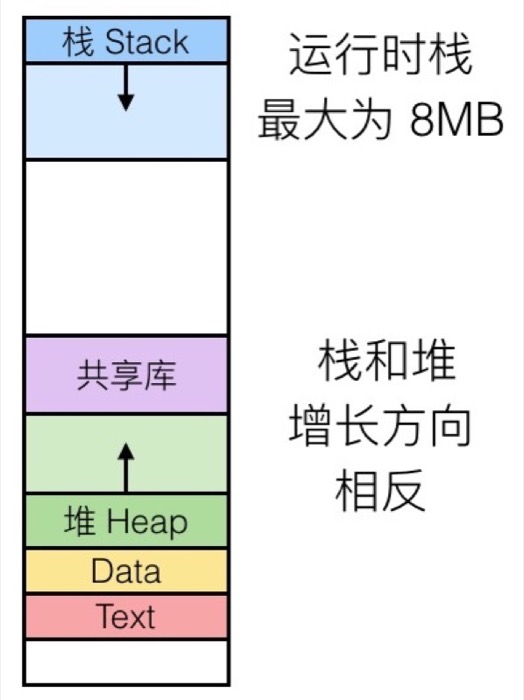 栈 Stack
运行时栈
最大为 8MB
共享库
栈和堆
增长方向
相反
堆 Heap
Data
Text